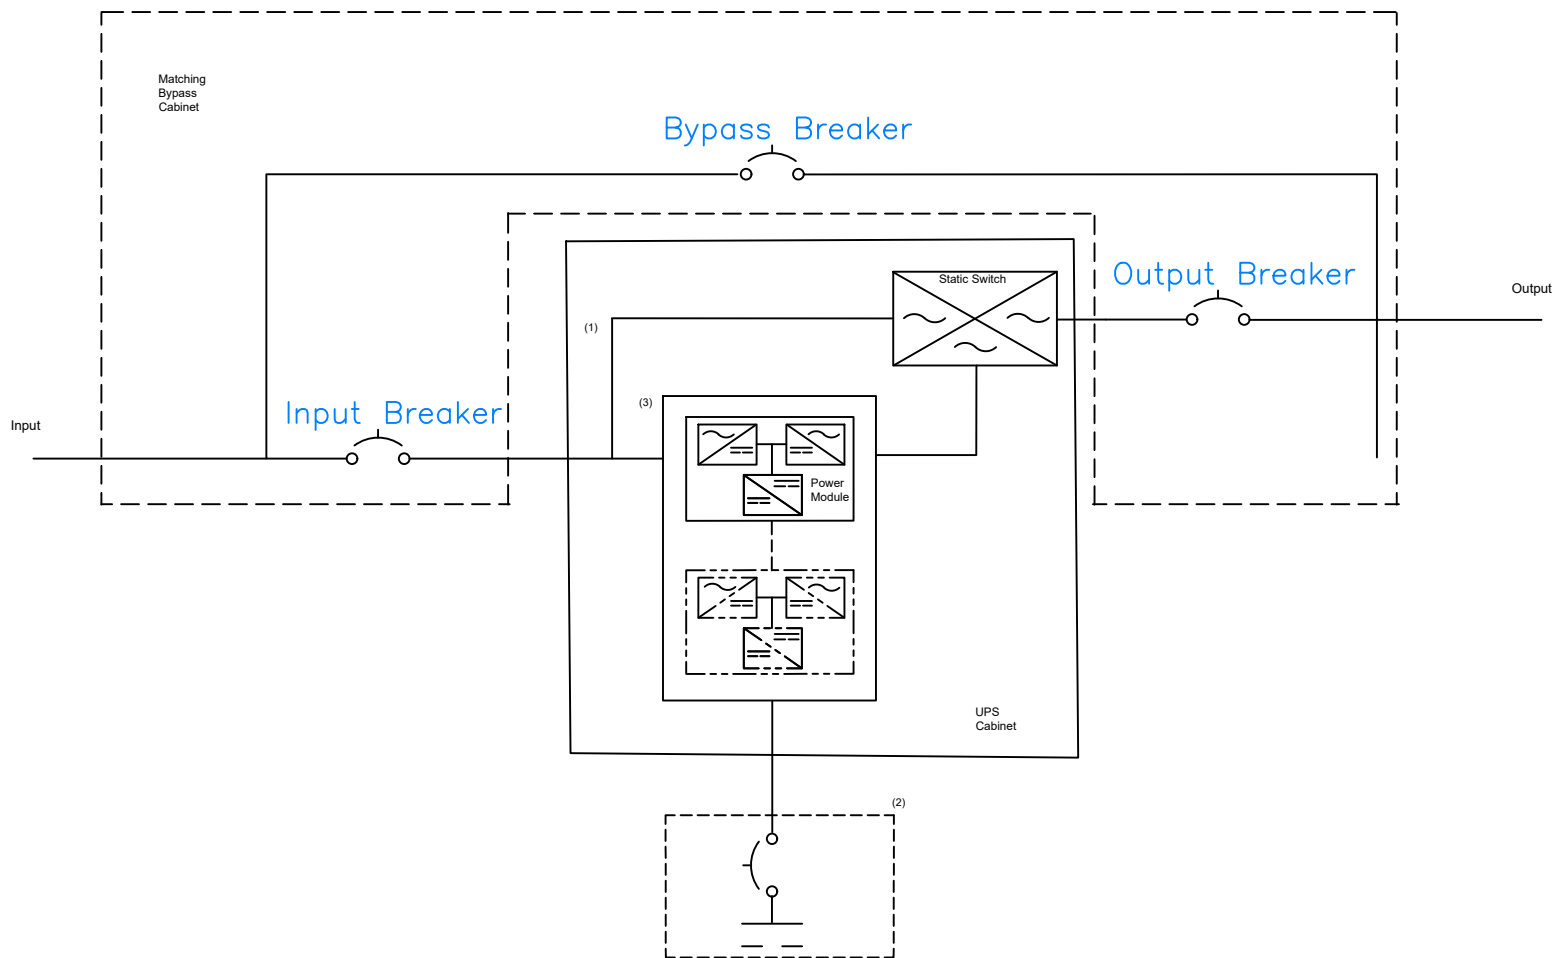 Matching
Bypass
Cabinet
Bypass Breaker
Static Switch
Output Breaker
Output
(1)
(3)
Input Breaker
Input
Power
Module
UPS
Cabinet
(2)